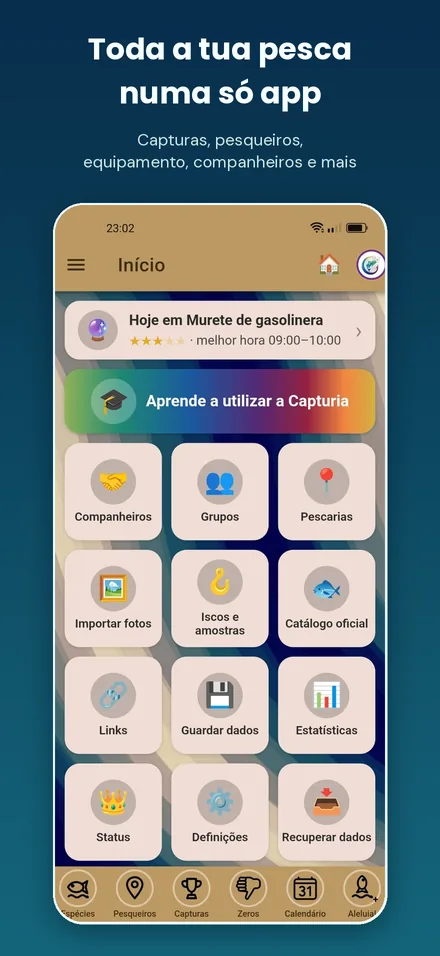 Toda a tua pesca
numa só app
Capturas, pesqueiros,
equipamento, companheiros e mais
23:02
Início
Hoje em Murete de gasolinera
· melhor hora 09:00–10:00
Aprende a utilizar a Capturia
Companheiros
Grupos
Pescarias
Importar fotos
Iscos e
amostras
Catálogo oficial
Links
Guardar dados
Estatísticas
Status
Definições
Recuperar dados
31
Espécies
Pesqueiros
Capturas
Zeros
Calendário
Aleluia!